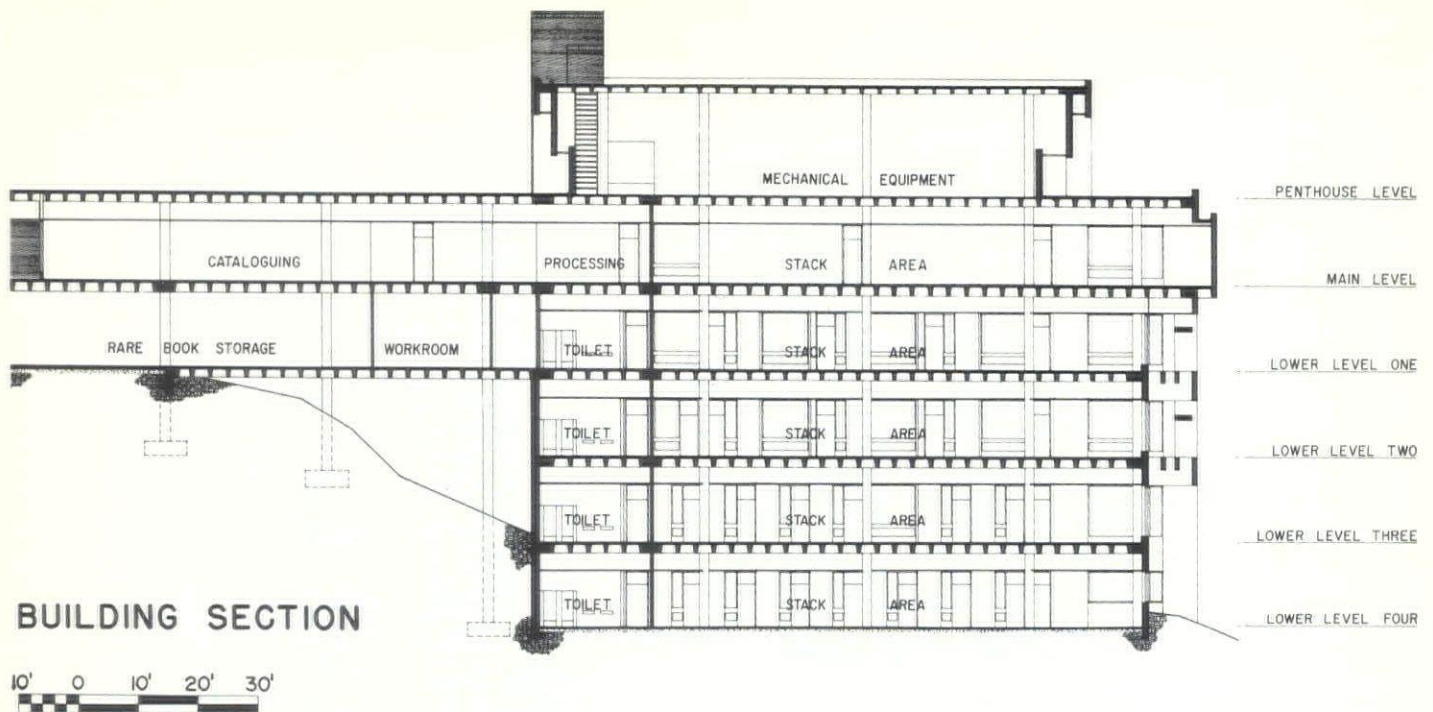 MECHANICAL EQUIPMENT
PENTHOUSE LEVEL
CATALOGUING PROCESSING STACK AREA
MAIN LEVEL
RARE BOOK STORAGE WORKROOM TOILET STACK AREA
LOWER LEVEL ONE
TOILET STACK AREA
LOWER LEVEL TWO
TOILET STACK AREA
LOWER LEVEL THREE
TOILET STACK AREA
LOWER LEVEL FOUR
BUILDING SECTION
10' 0 10' 20' 30'